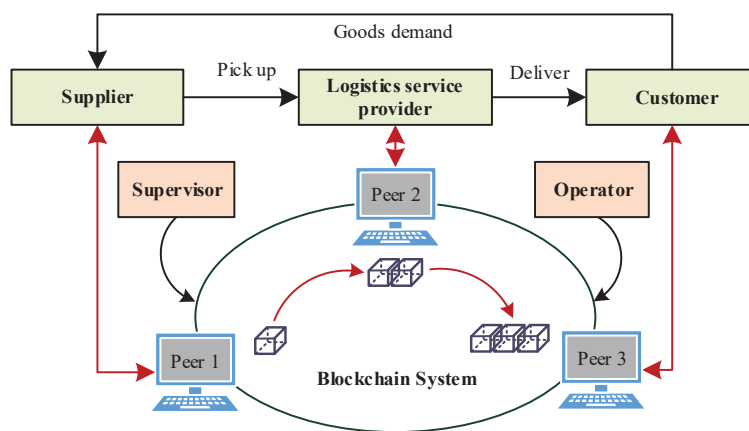 Goods demand
Pick up
Deliver
Supplier
Logistics service
provider
Customer
Supervisor
Peer 2
Operator
Peer 1
Peer 3
Blockchain System